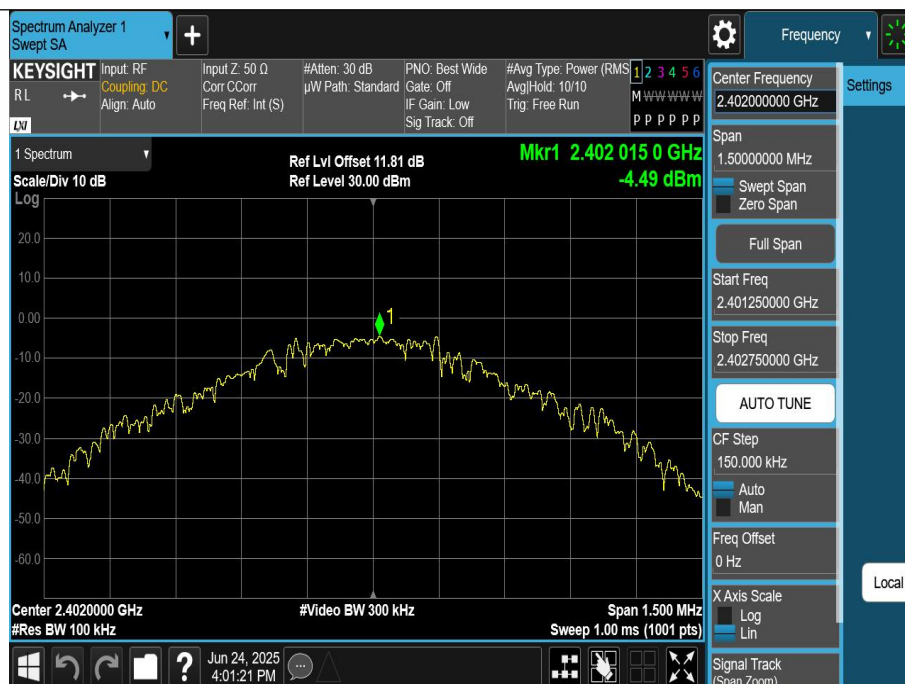 Spectrum Analyzer 1
Swept SA
Frequency
KEYSIGHT
RL
LXI
Input: RF
Coupling: DC
Align: Auto
Input Z: 50 Ω
Corr CCorr
Freq Ref: Int (S)
#Atten: 30 dB
µW Path: Standard
PNO: Best Wide
Gate: Off
IF Gain: Low
Sig Track: Off
#Avg Type: Power (RMS
Avg|Hold: 10/10
Trig: Free Run
1 2 3 4 5 6
M W W W W W
P P P P P P
1 Spectrum
Scale/Div 10 dB
Log
Ref Lvl Offset 11.81 dB
Ref Level 30.00 dBm
Mkr1 2.402 015 0 GHz
-4.49 dBm
20.0
10.0
0.00
-10.0
-20.0
-30.0
-40.0
-50.0
-60.0
1
Center 2.4020000 GHz
#Res BW 100 kHz
#Video BW 300 kHz
Span 1.500 MHz
Sweep 1.00 ms (1001 pts)
?
Jun 24, 2025
4:01:21 PM
Center Frequency
2.402000000 GHz
Span
1.50000000 MHz
Swept Span
Zero Span
Full Span
Start Freq
2.401250000 GHz
Stop Freq
2.402750000 GHz
AUTO TUNE
CF Step
150.000 kHz
Auto
Man
Freq Offset
0 Hz
X Axis Scale
Log
Lin
Signal Track
(Span Zoom)
Settings
Local